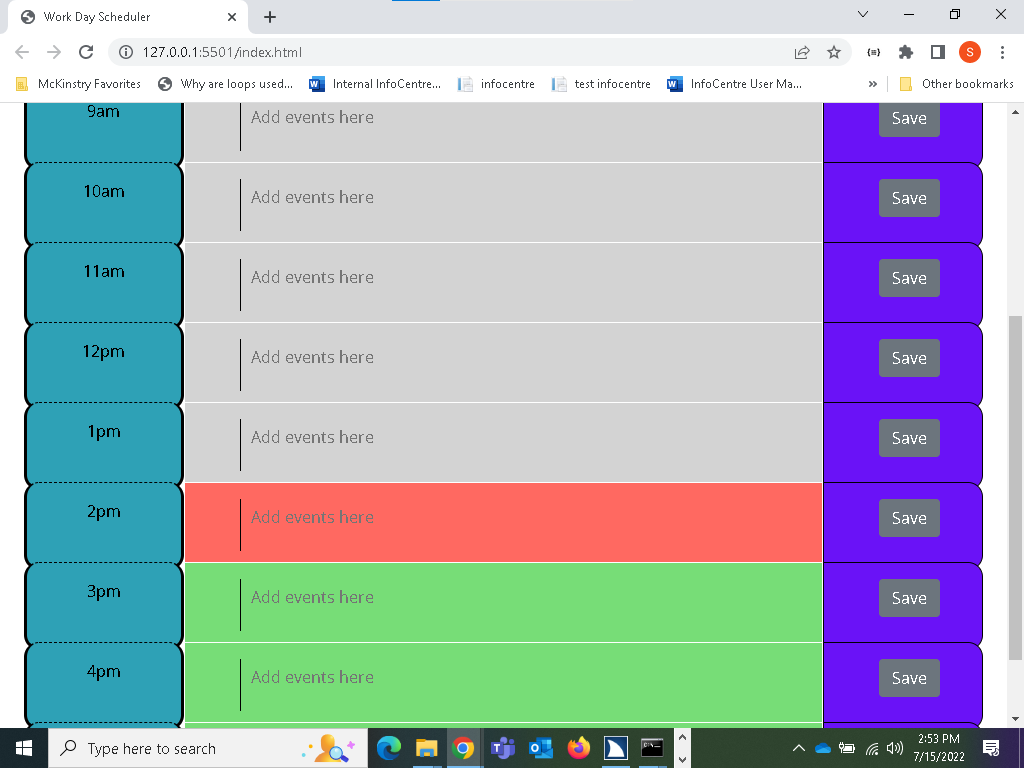 Work Day Scheduler
127.0.0.1:5501/index.html
S
McKinstry Favorites
Why are loops used...
Internal InfoCentre...
infocentre
test infocentre
InfoCentre User Ma...
»
Other bookmarks
9am Add events here Save
10am Add events here Save
11am Add events here Save
12pm Add events here Save
1pm Add events here Save
2pm Add events here Save
3pm Add events here Save
4pm Add events here Save
Type here to search
2:53 PM
7/15/2022